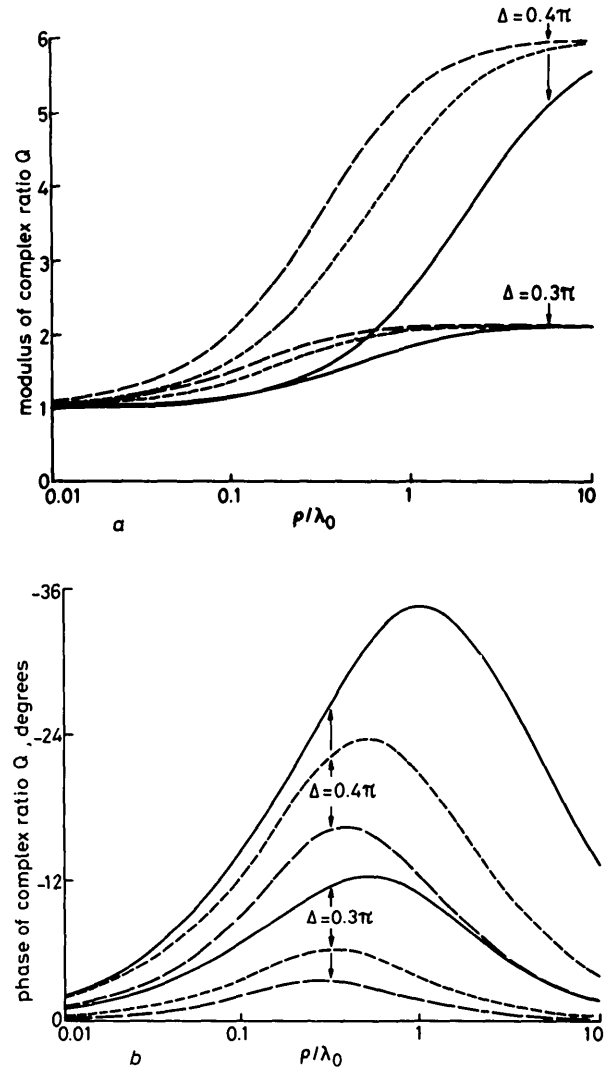 Δ=0.4π
6
5
4
3
2
1
0
modulus of complex ratio Q
Δ=0.3π
0.01
0.1
1
10
a
ρ/λ₀
-36
-24
-12
0
phase of complex ratio Q , degrees
Δ=0.4π
Δ=0.3π
0.01
0.1
1
10
b
ρ/λ₀